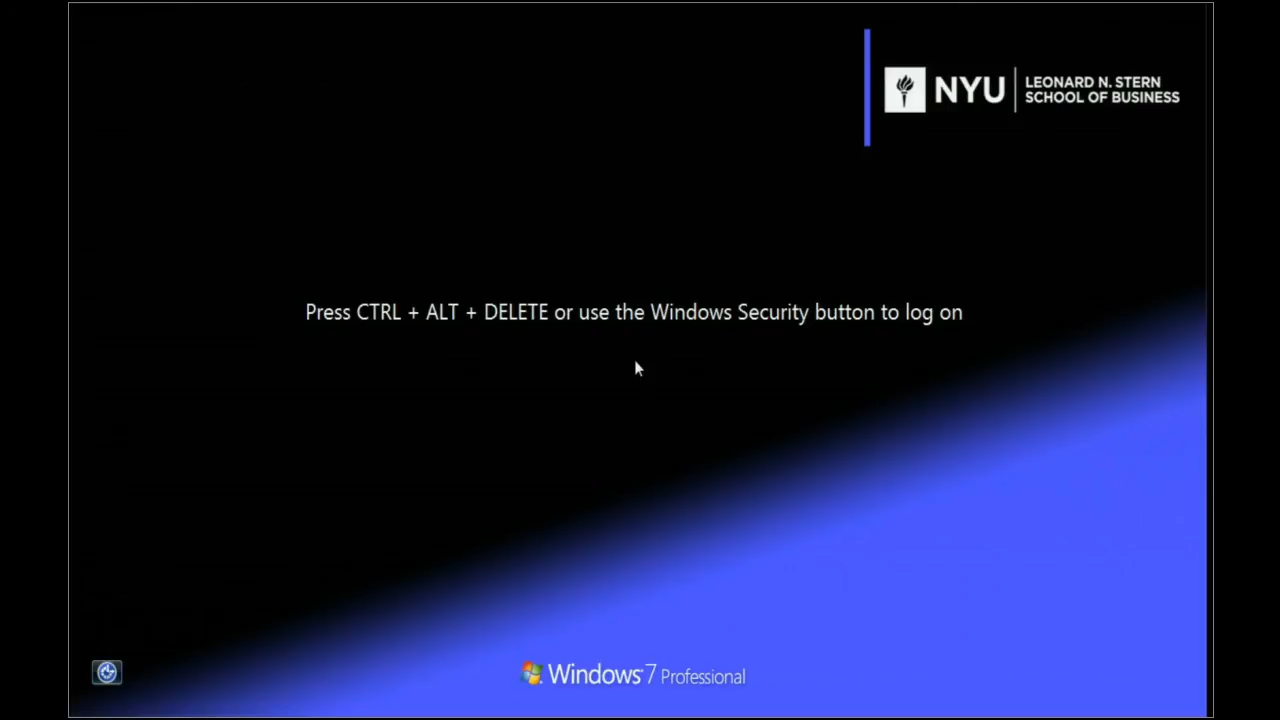 NYU
LEONARD N. STERN
SCHOOL OF BUSINESS
Press CTRL + ALT + DELETE or use the Windows Security button to log on
Windows 7 Professional